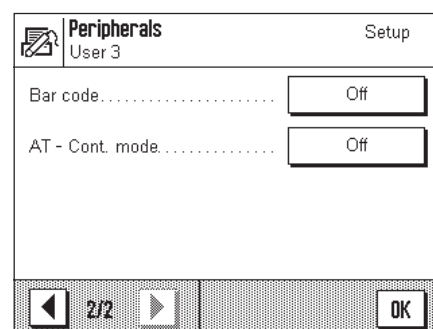 Peripherals Setup
User 3
Bar code....................... Off
AT - Cont. mode............... Off
2/2 OK